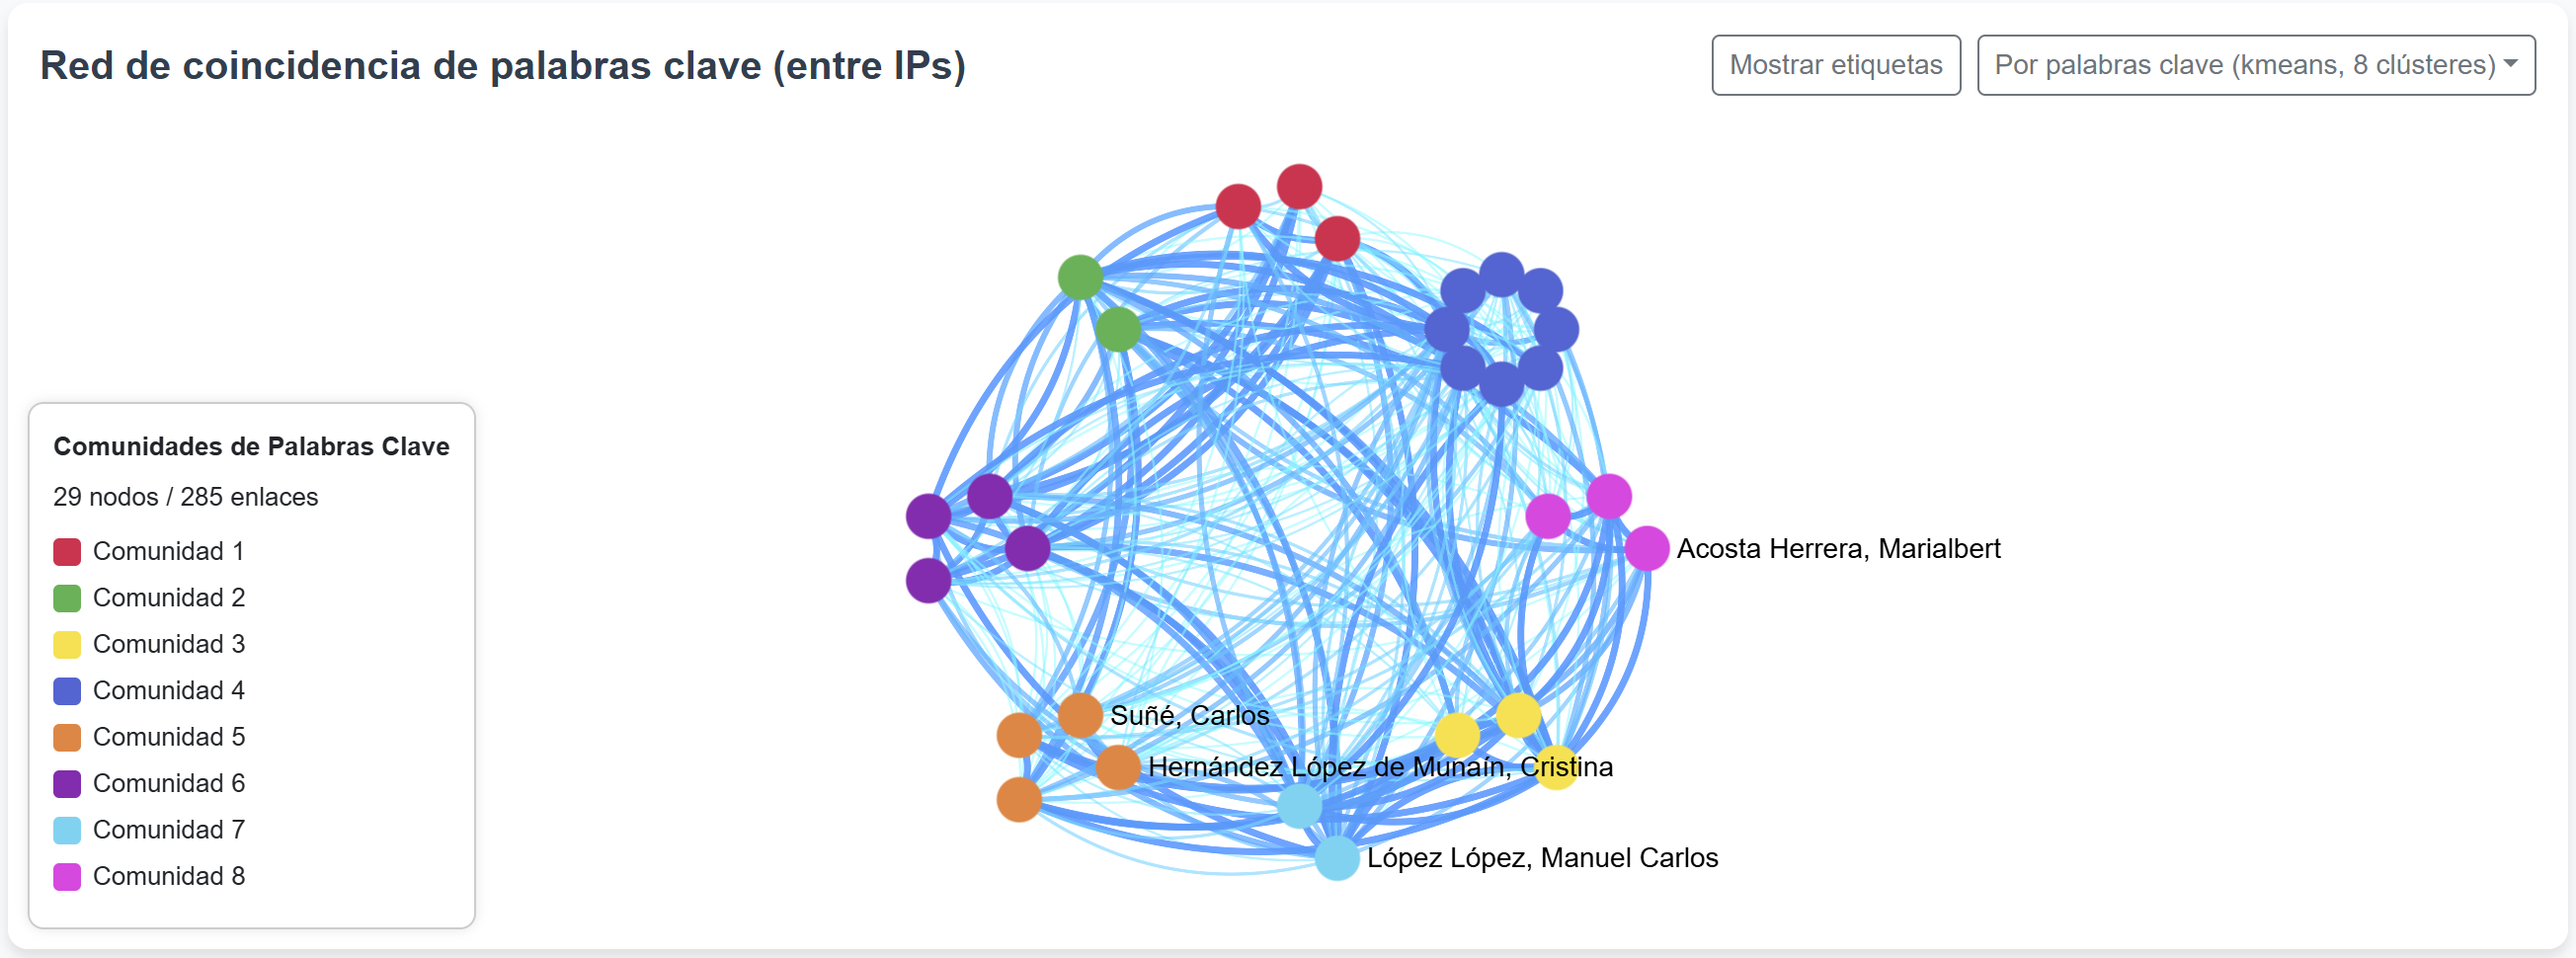 Red de coincidencia de palabras clave (entre IPs)
Mostrar etiquetas
Por palabras clave (kmeans, 8 clústeres)
Comunidades de Palabras Clave
29 nodos / 285 enlaces
Comunidad 1
Comunidad 2
Comunidad 3
Comunidad 4
Comunidad 5
Comunidad 6
Comunidad 7
Comunidad 8
Acosta Herrera, Marialbert
Suñé, Carlos
Hernández López de Munaín, Cristina
López López, Manuel Carlos